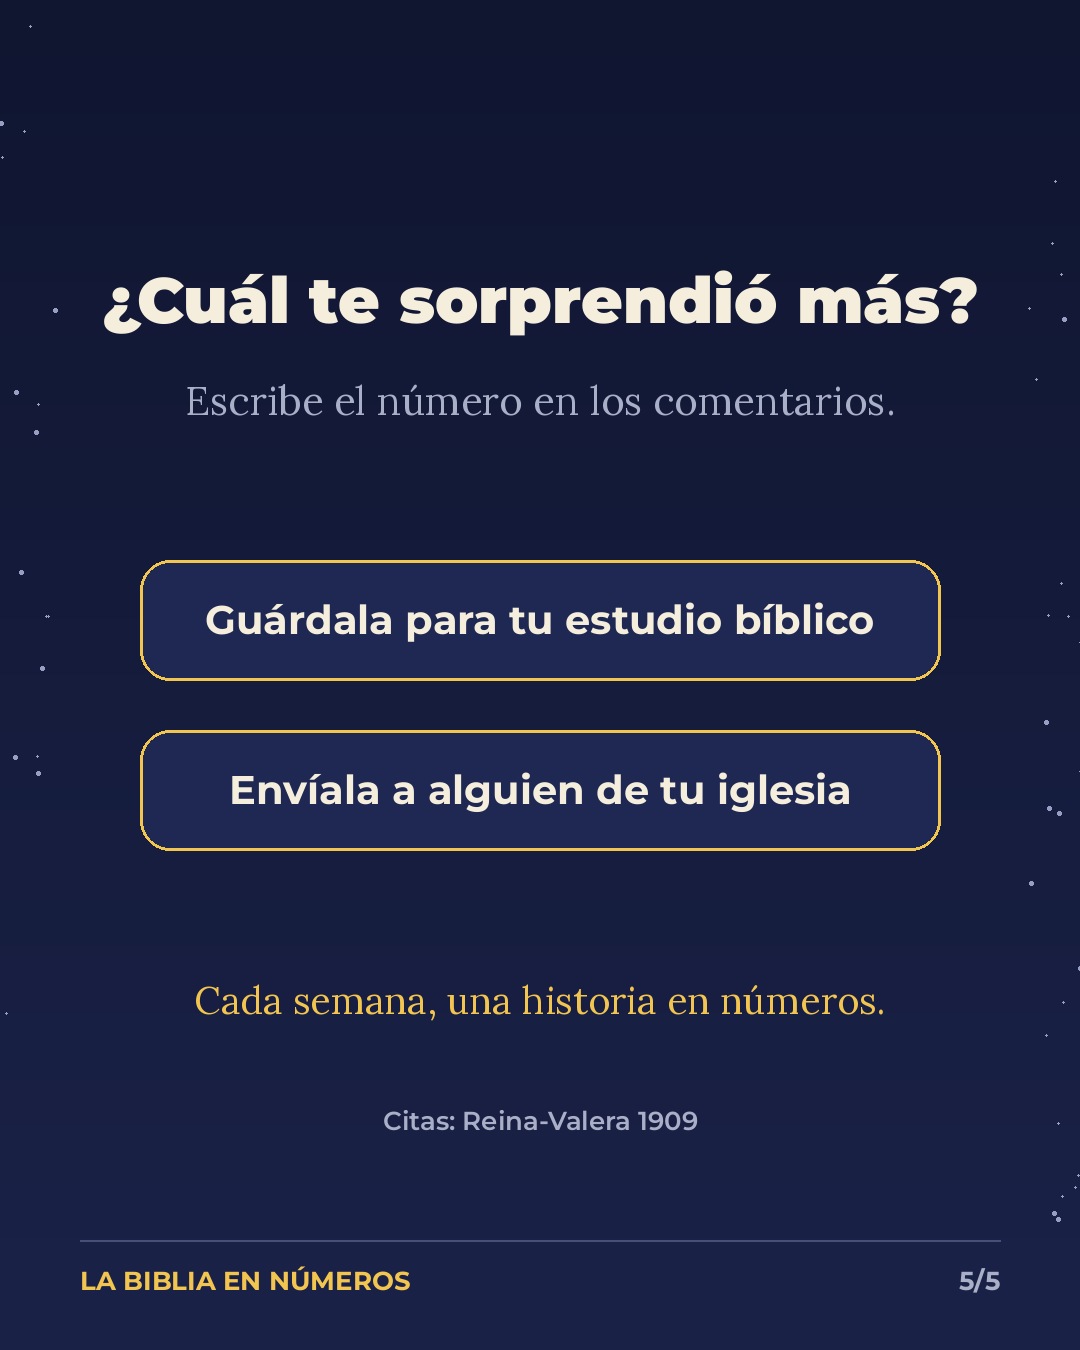 ¿Cuál te sorprendió más?
Escribe el número en los comentarios.
Guárdala para tu estudio bíblico
Envíala a alguien de tu iglesia
Cada semana, una historia en números.
Citas: Reina-Valera 1909
LA BIBLIA EN NÚMEROS
5/5